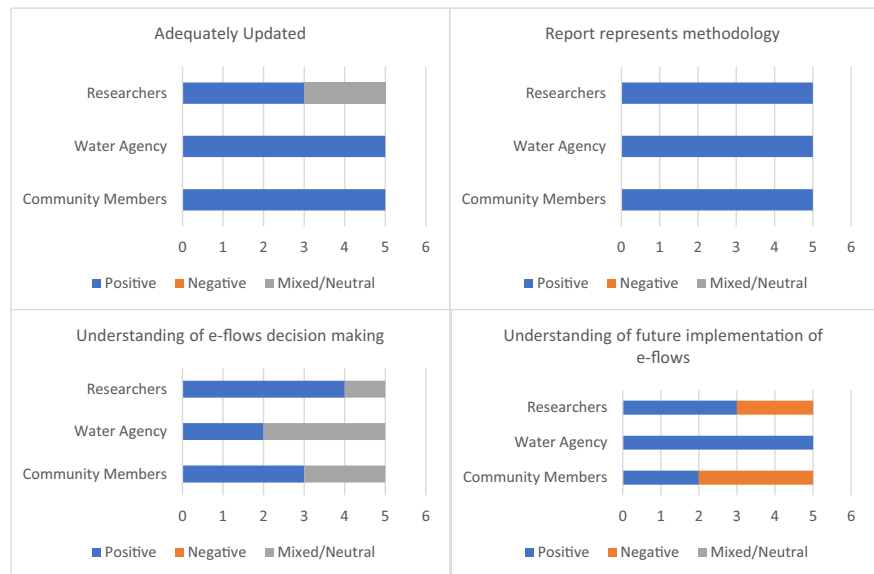 Adequately Updated
Researchers
Water Agency
Community Members
0 1 2 3 4 5 6
Positive Negative Mixed/Neutral
Report represents methodology
Researchers
Water Agency
Community Members
0 1 2 3 4 5 6
Positive Negative Mixed/Neutral
Understanding of e-flows decision making
Researchers
Water Agency
Community Members
0 1 2 3 4 5 6
Positive Negative Mixed/Neutral
Understanding of future implementation of
e-flows
Researchers
Water Agency
Community Members
0 1 2 3 4 5 6
Positive Negative Mixed/Neutral